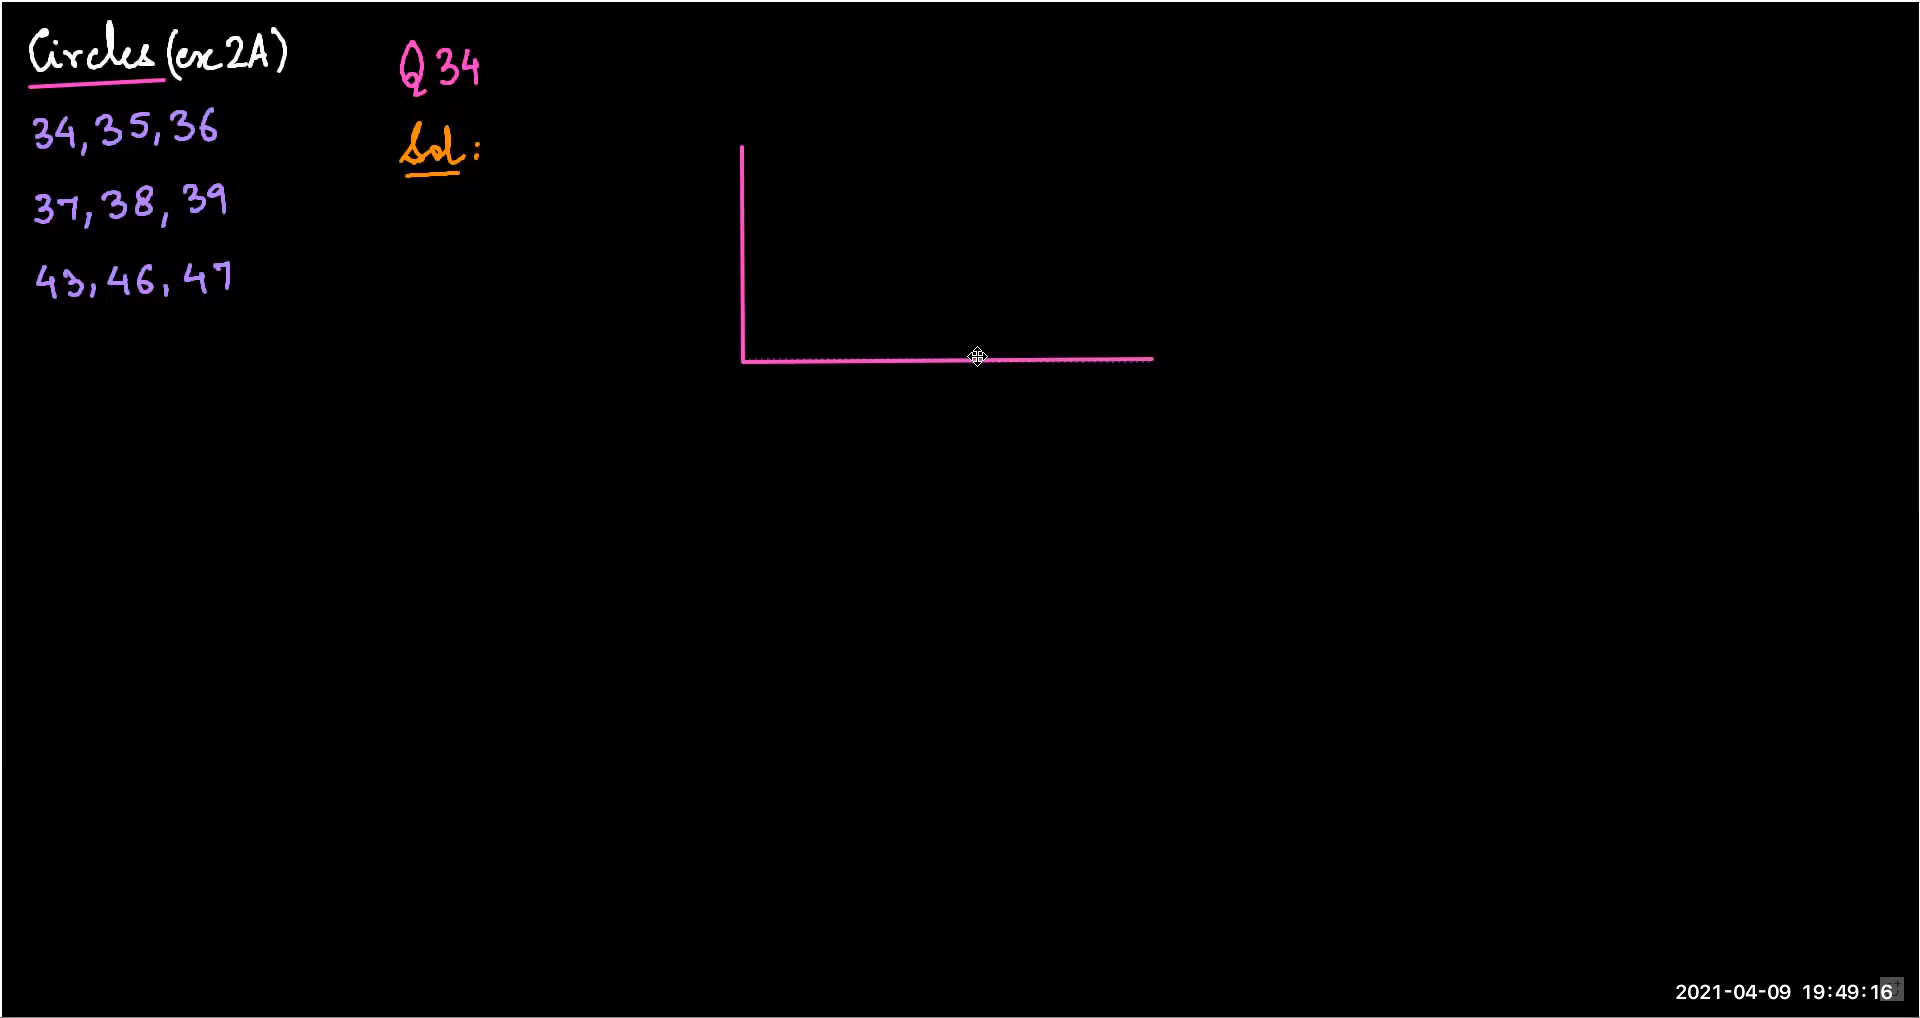 Circles (ex 2A)
34, 35, 36
37, 38, 39
43, 46, 47
Q 34
Sol:
2021-04-09 19:49:16